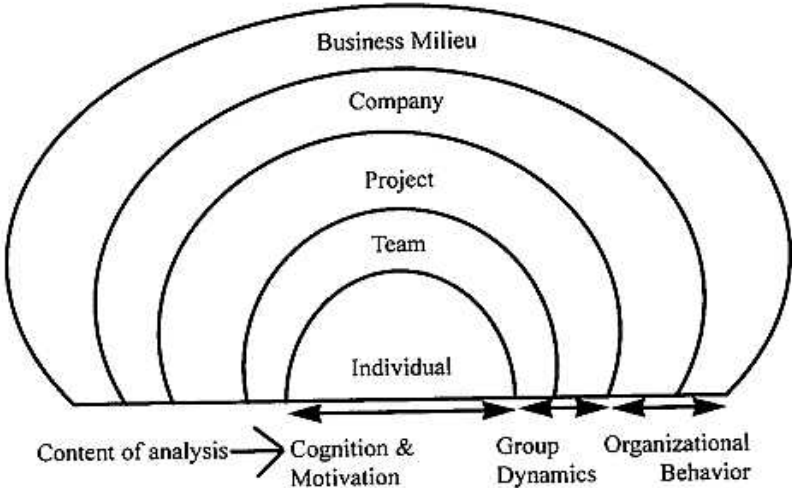 Business Milieu
Company
Project
Team
Individual
Content of analysis
Cognition &
Motivation
Group
Dynamics
Organizational
Behavior